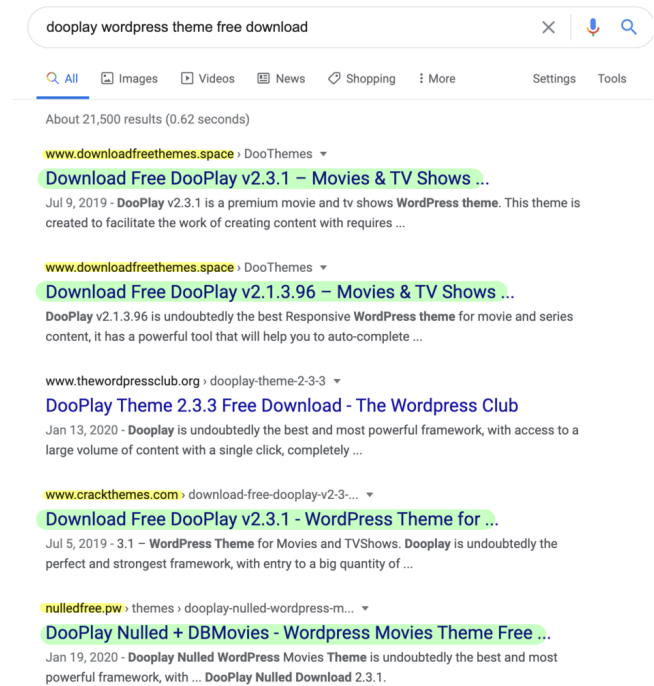 dooplay wordpress theme free download
All Images Videos News Shopping More Settings Tools
About 21,500 results (0.62 seconds)
www.downloadfreethemes.space › DooThemes
Download Free DooPlay v2.3.1 – Movies & TV Shows ...
Jul 9, 2019 - DooPlay v2.3.1 is a premium movie and tv shows WordPress theme. This theme is
created to facilitate the work of creating content with requires ...
www.downloadfreethemes.space › DooThemes
Download Free DooPlay v2.1.3.96 – Movies & TV Shows ...
DooPlay v2.1.3.96 is undoubtedly the best Responsive WordPress theme for movie and series
content, it has a powerful tool that will help you to auto-complete ...
www.thewordpressclub.org › dooplay-theme-2-3-3
DooPlay Theme 2.3.3 Free Download - The Wordpress Club
Jan 13, 2020 - Dooplay is undoubtedly the best and most powerful framework, with access to a
large volume of content with a single click, completely ...
www.crackthemes.com › download-free-dooplay-v2-3-...
Download Free DooPlay v2.3.1 - WordPress Theme for ...
Jul 5, 2019 - 3.1 – WordPress Theme for Movies and TVShows. Dooplay is undoubtedly the
perfect and strongest framework, with entry to a big quantity of ...
nulledfree.pw › themes › dooplay-nulled-wordpress-m...
DooPlay Nulled + DBMovies - Wordpress Movies Theme Free ...
Jan 19, 2020 - Dooplay Nulled WordPress Movies Theme is undoubtedly the best and most
powerful framework, with ... DooPlay Nulled Download 2.3.1.